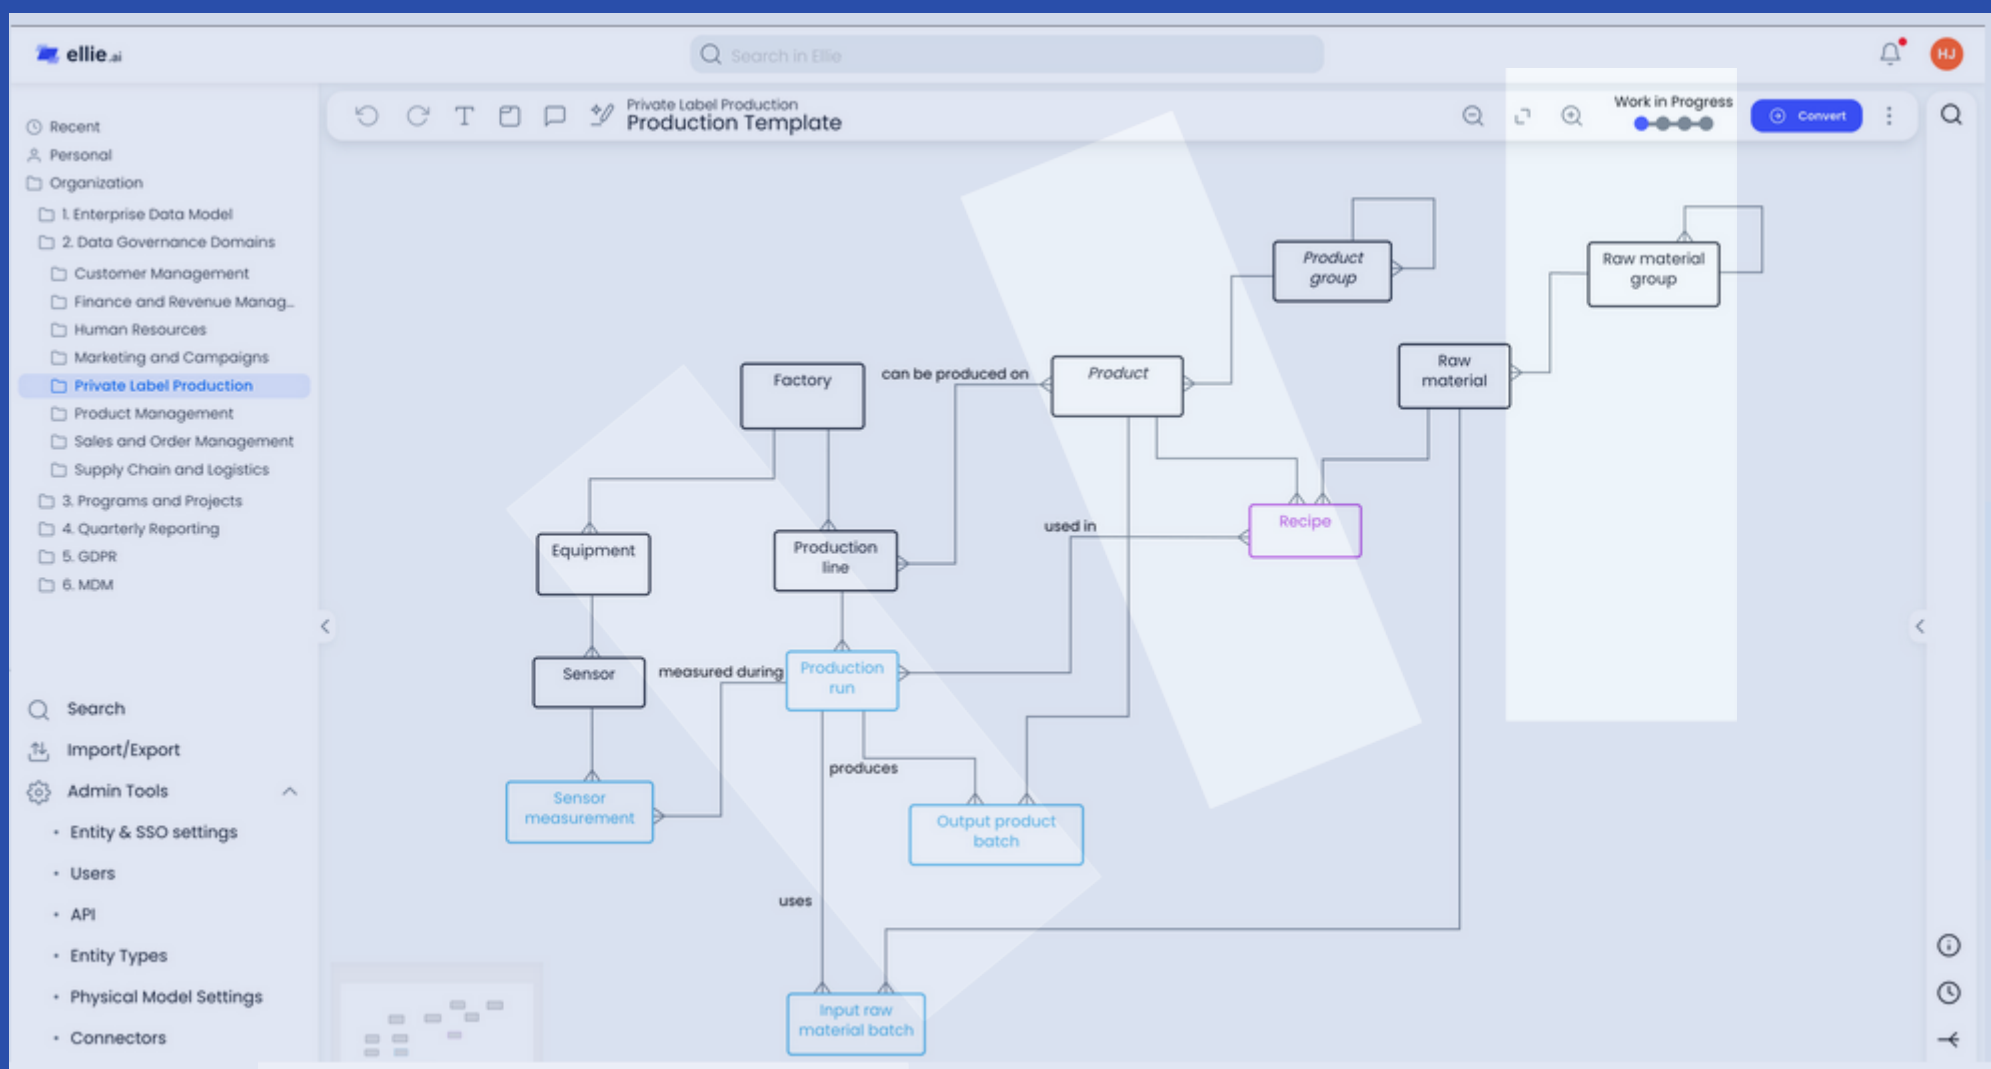 ellie.ai
Search in Ellie
HJ
Recent
Personal
Organization
1. Enterprise Data Model
2. Data Governance Domains
Customer Management
Finance and Revenue Manag...
Human Resources
Marketing and Campaigns
Private Label Production
Product Management
Sales and Order Management
Supply Chain and Logistics
3. Programs and Projects
4. Quarterly Reporting
5. GDPR
6. MDM
Search
Import/Export
Admin Tools
Entity & SSO settings
Users
API
Entity Types
Physical Model Settings
Connectors
T
Private Label Production
Production Template
Work in Progress
Convert
Product
group
Raw material
group
Factory
can be produced on
Product
Raw
material
Equipment
Production
line
used in
Recipe
Sensor
measured during
Production
run
produces
Sensor
measurement
Output product
batch
uses
Input raw
material batch